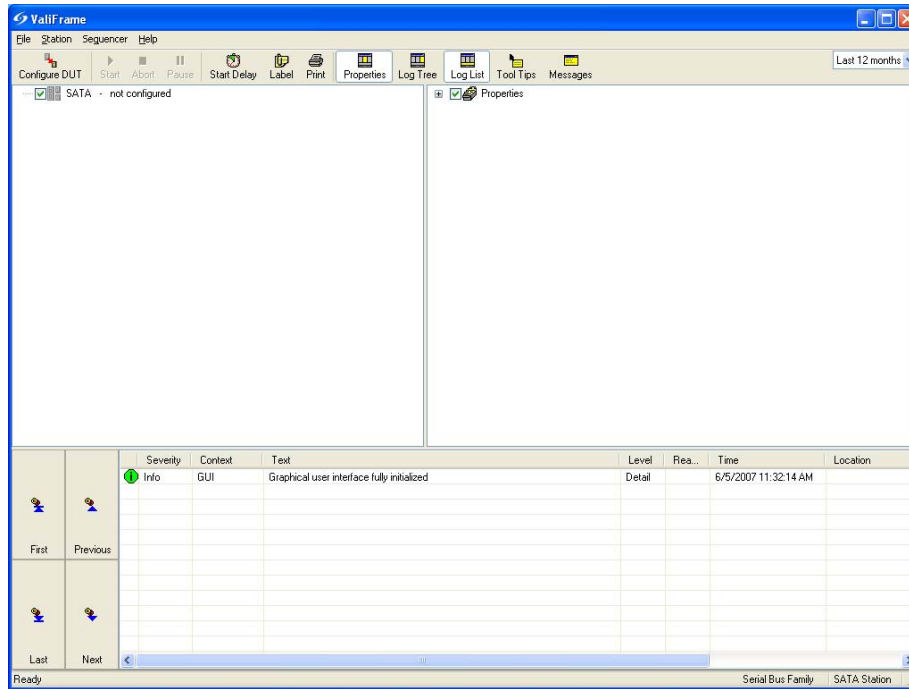 ValiFrame
File Station Sequencer Help
Configure DUT Start Abort Pause Start Delay Label Print Properties Log Tree Log List Tool Tips Messages Last 12 months
SATA - not configured
Properties
Severity Context Text Level Rea... Time Location
Info GUI Graphical user interface fully initialized Detail 6/5/2007 11:32:14 AM
First Previous
Last Next
Ready Serial Bus Family SATA Station